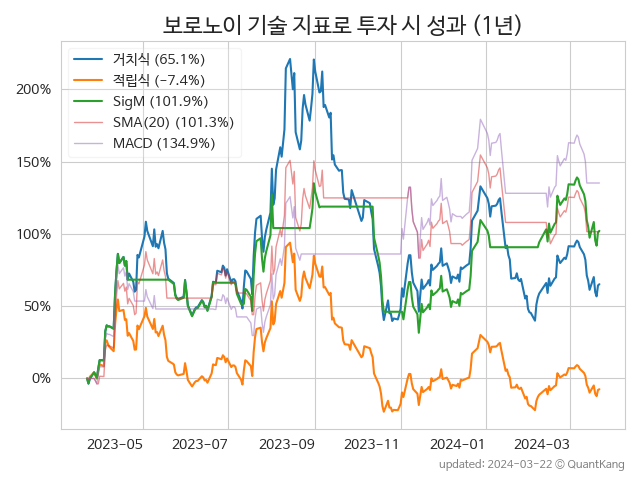 보로노이 기술 지표로 투자 시 성과 (1년)
거치식 (65.1%)
적립식 (-7.4%)
SigM (101.9%)
SMA(20) (101.3%)
MACD (134.9%)
200%
150%
100%
50%
0%
2023-05 2023-07 2023-09 2023-11 2024-01 2024-03
updated: 2024-03-22 © QuantKang